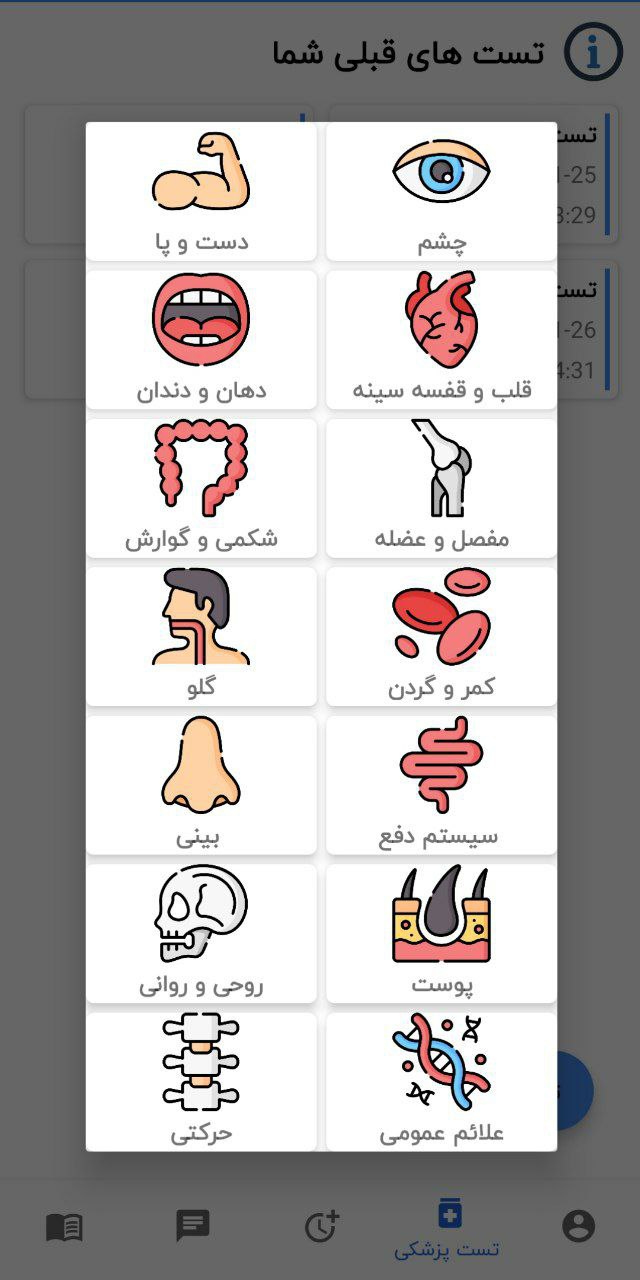 تست های قبلی شما
تست
1-25
3:29
تست
1-26
4:31
چشم
دست و پا
قلب و قفسه سینه
دهان و دندان
مفصل و عضله
شکمی و گوارش
کمر و گردن
گلو
سیستم دفع
بینی
پوست
روحی و روانی
علائم عمومی
حرکتی
تست پزشکی